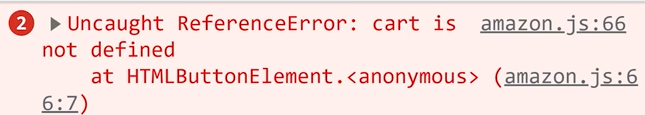 2 ▶Uncaught ReferenceError: cart is amazon.js:66
not defined
at HTMLButtonElement.<anonymous> (amazon.js:6
6:7)